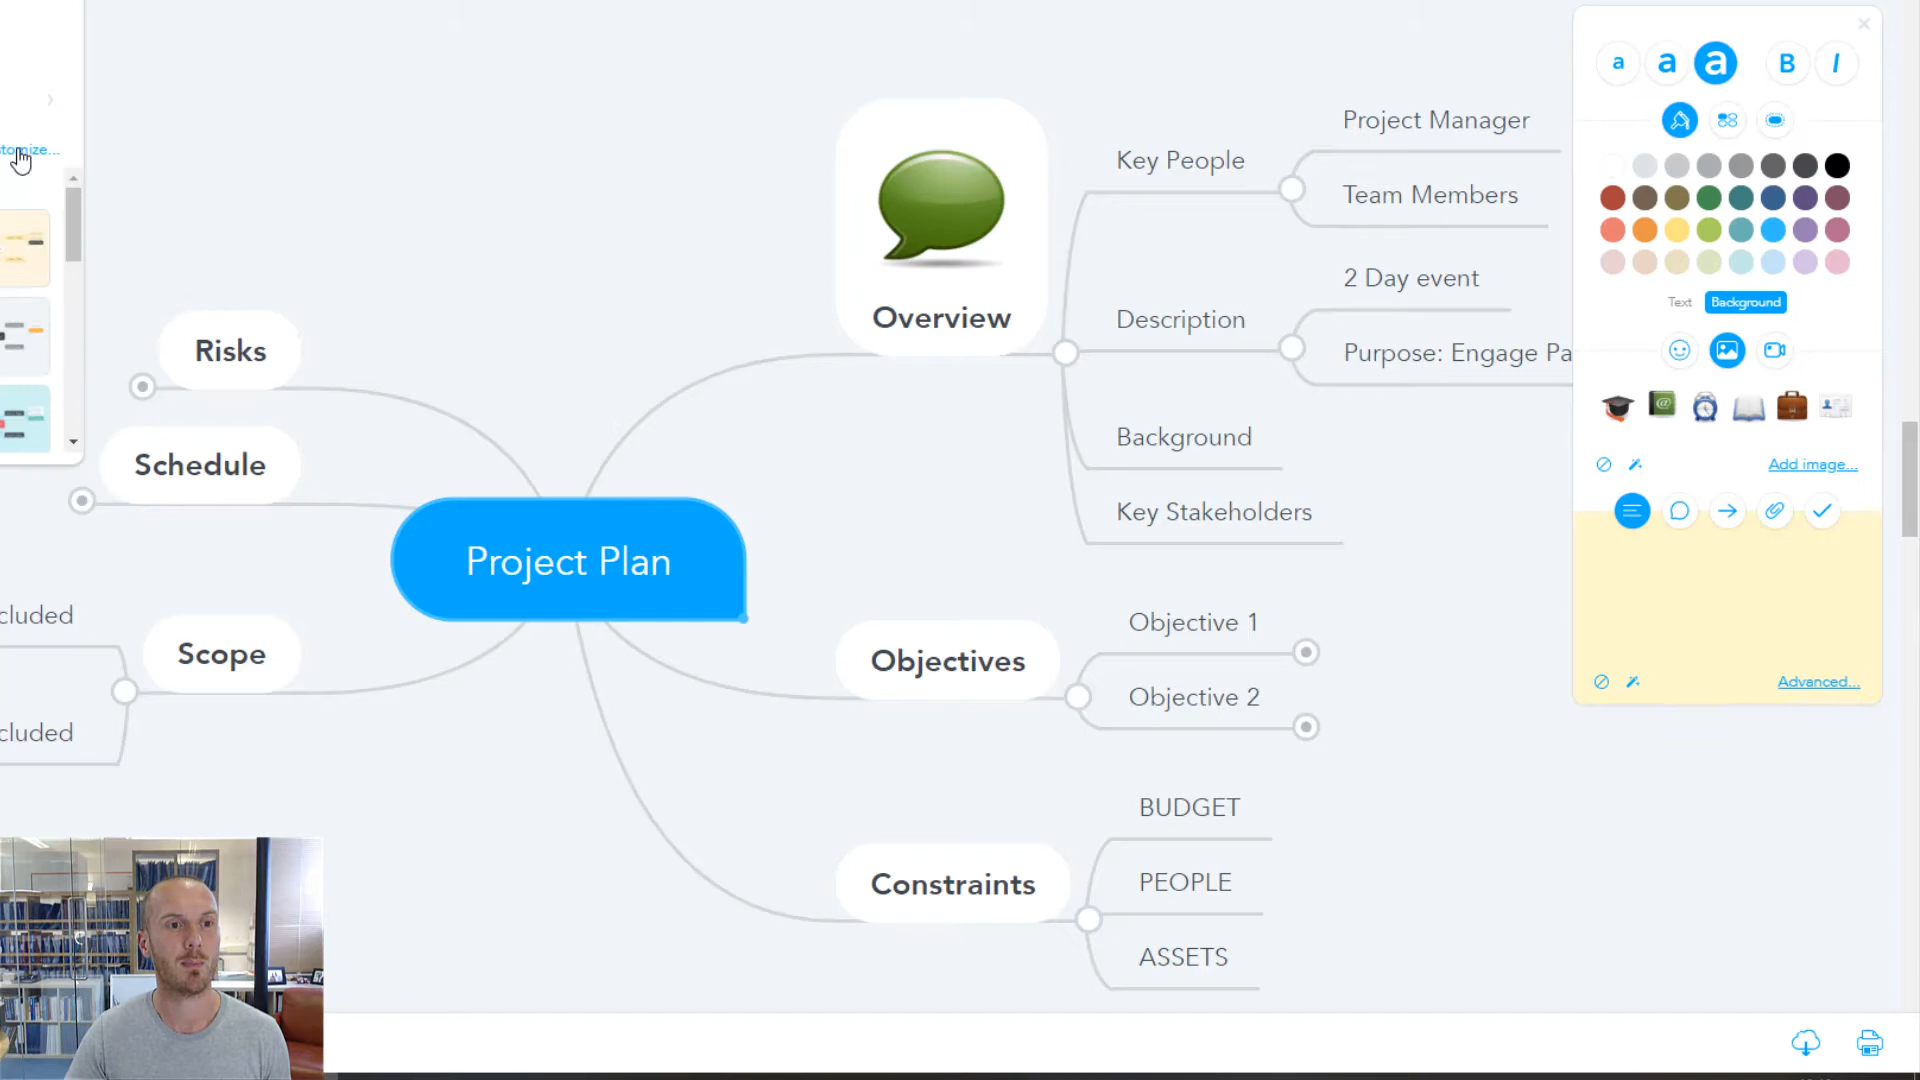 stomize...
Risks
Schedule
cluded
Scope
cluded
Project Plan
Overview
Key People
Project Manager
Team Members
Description
2 Day event
Purpose: Engage Pa
Background
Key Stakeholders
Objectives
Objective 1
Objective 2
Constraints
BUDGET
PEOPLE
ASSETS
a a a B I
Text Background
Add image...
Advanced...